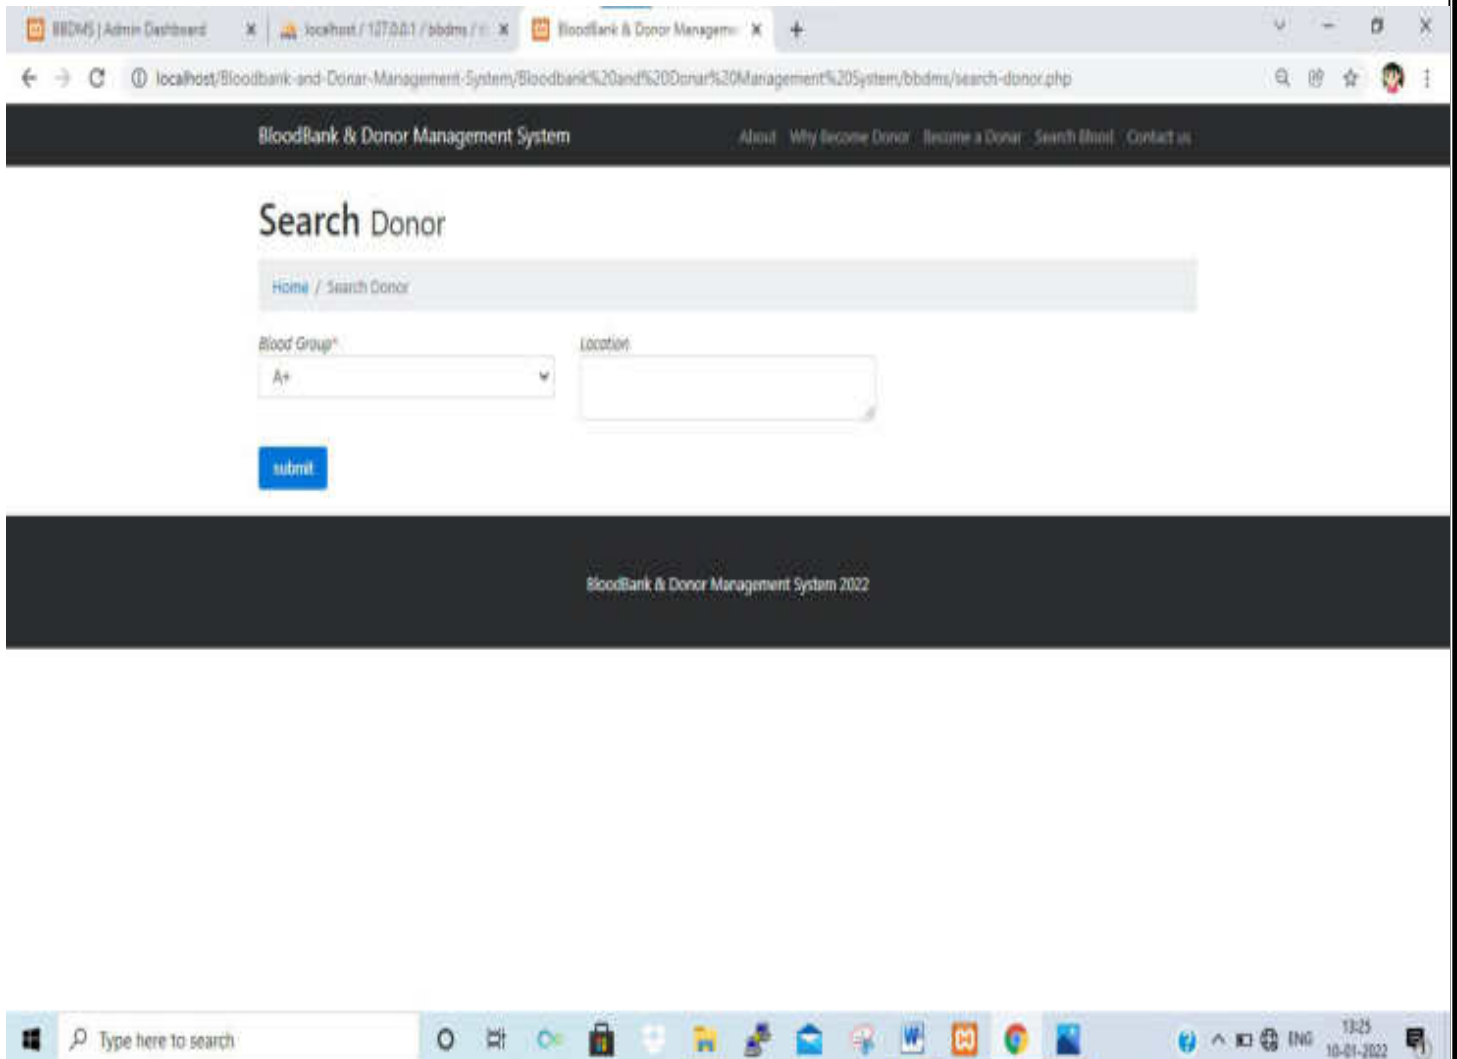 BBDMS | Admin Dashboard
localhost / 127.0.0.1 / bbdms /
BloodBank & Donor Manageme
localhost/Bloodbank-and-Donar-Management-System/Bloodbank%20and%20Donar%20Management%20System/bbdms/search-donor.php
BloodBank & Donor Management System
About Why Become Donor Become a Donar Search Blood Contact us
Search Donor
Home / Search Donor
Blood Group* Location
A+
submit
BloodBank & Donor Management System 2022
Type here to search
ENG
13:25
10-01-2022